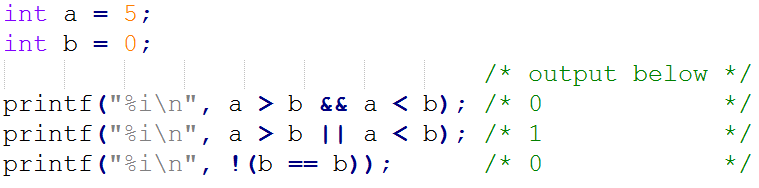 int a = 5;
int b = 0;
/* output below */
printf("%i\n", a > b && a < b); /* 0 */
printf("%i\n", a > b || a < b); /* 1 */
printf("%i\n", !(b == b)); /* 0 */